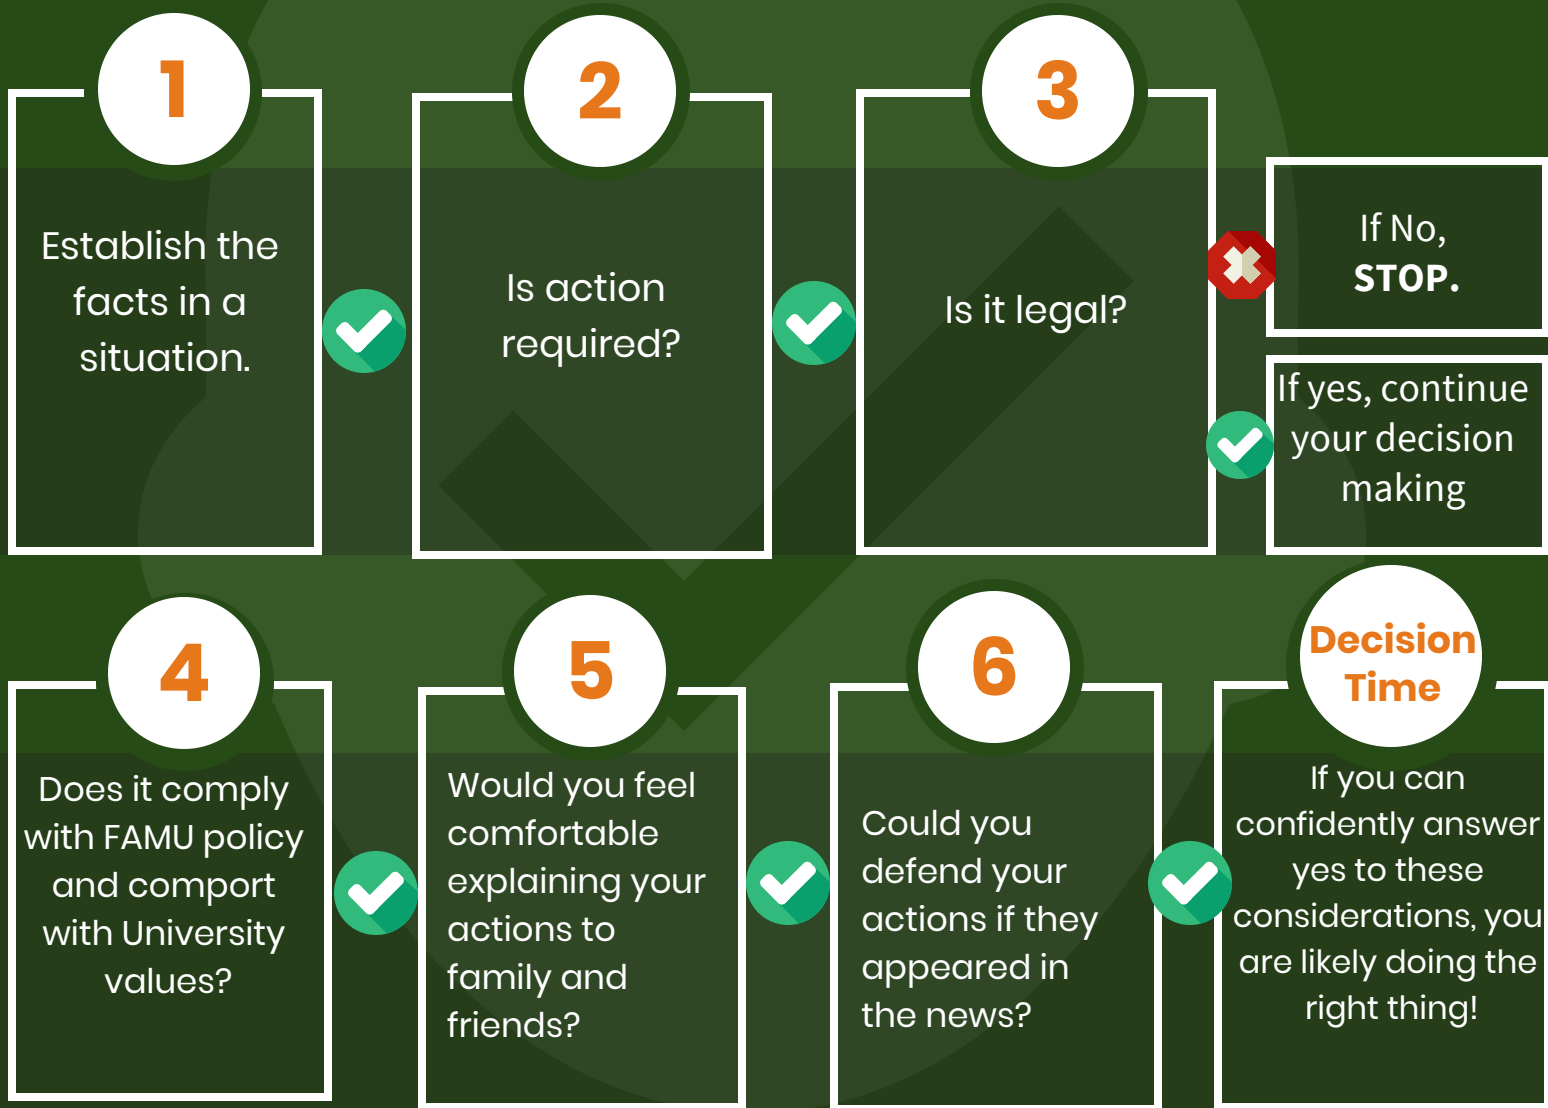 1
Establish the
facts in a
situation.
2
Is action
required?
3
Is it legal?
If No,
STOP.
If yes, continue
your decision
making
4
Does it comply
with FAMU policy
and comport
with University
values?
5
Would you feel
comfortable
explaining your
actions to
family and
friends?
6
Could you
defend your
actions if they
appeared in
the news?
Decision
Time
If you can
confidently answer
yes to these
considerations, you
are likely doing the
right thing!